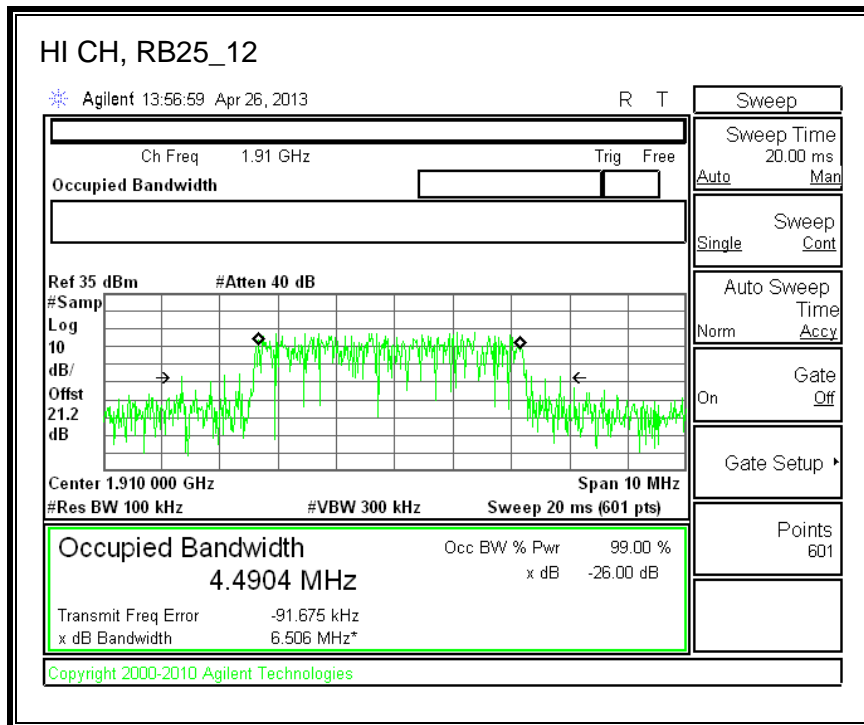 HI CH, RB25_12
Agilent 13:56:59 Apr 26, 2013 R T
Ch Freq 1.91 GHz Trig Free
Occupied Bandwidth
Ref 35 dBm #Atten 40 dB
#Samp
Log
10
dB/
Offst
21.2
dB
Center 1.910 000 GHz Span 10 MHz
#Res BW 100 kHz #VBW 300 kHz Sweep 20 ms (601 pts)
Occupied Bandwidth Occ BW % Pwr 99.00 %
4.4904 MHz x dB -26.00 dB
Transmit Freq Error -91.675 kHz
x dB Bandwidth 6.506 MHz*
Copyright 2000-2010 Agilent Technologies
Sweep
Sweep Time
20.00 ms
Auto Man
Sweep
Single Cont
Auto Sweep
Time
Norm Accy
Gate
On Off
Gate Setup
Points
601